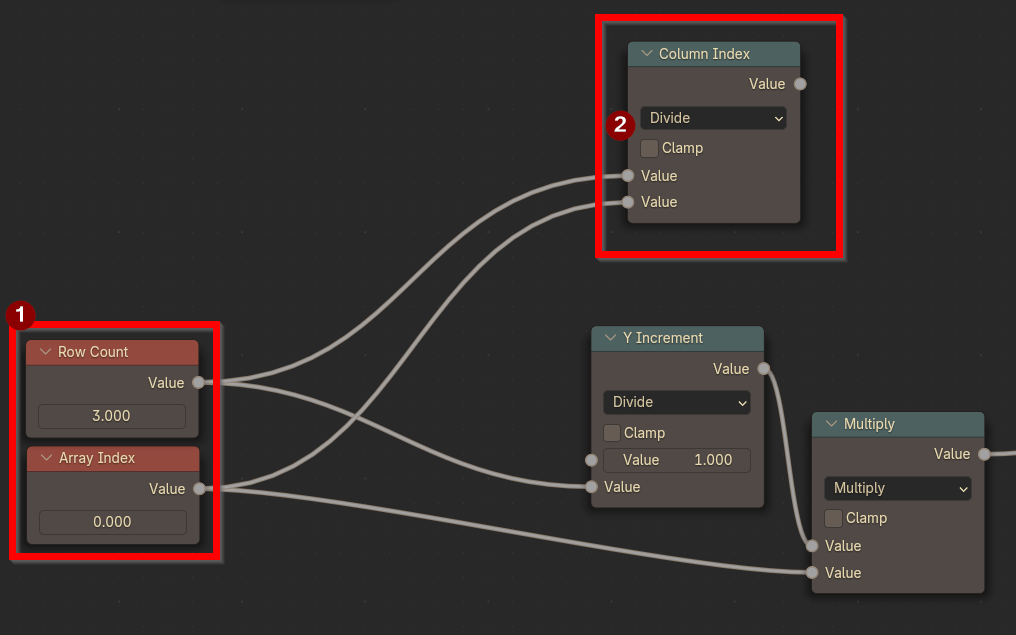 Column Index
Value
2
Divide
Clamp
Value
Value
1
Row Count
Value
3.000
Array Index
Value
0.000
Y Increment
Value
Divide
Clamp
Value 1.000
Value
Multiply
Value
Multiply
Clamp
Value
Value